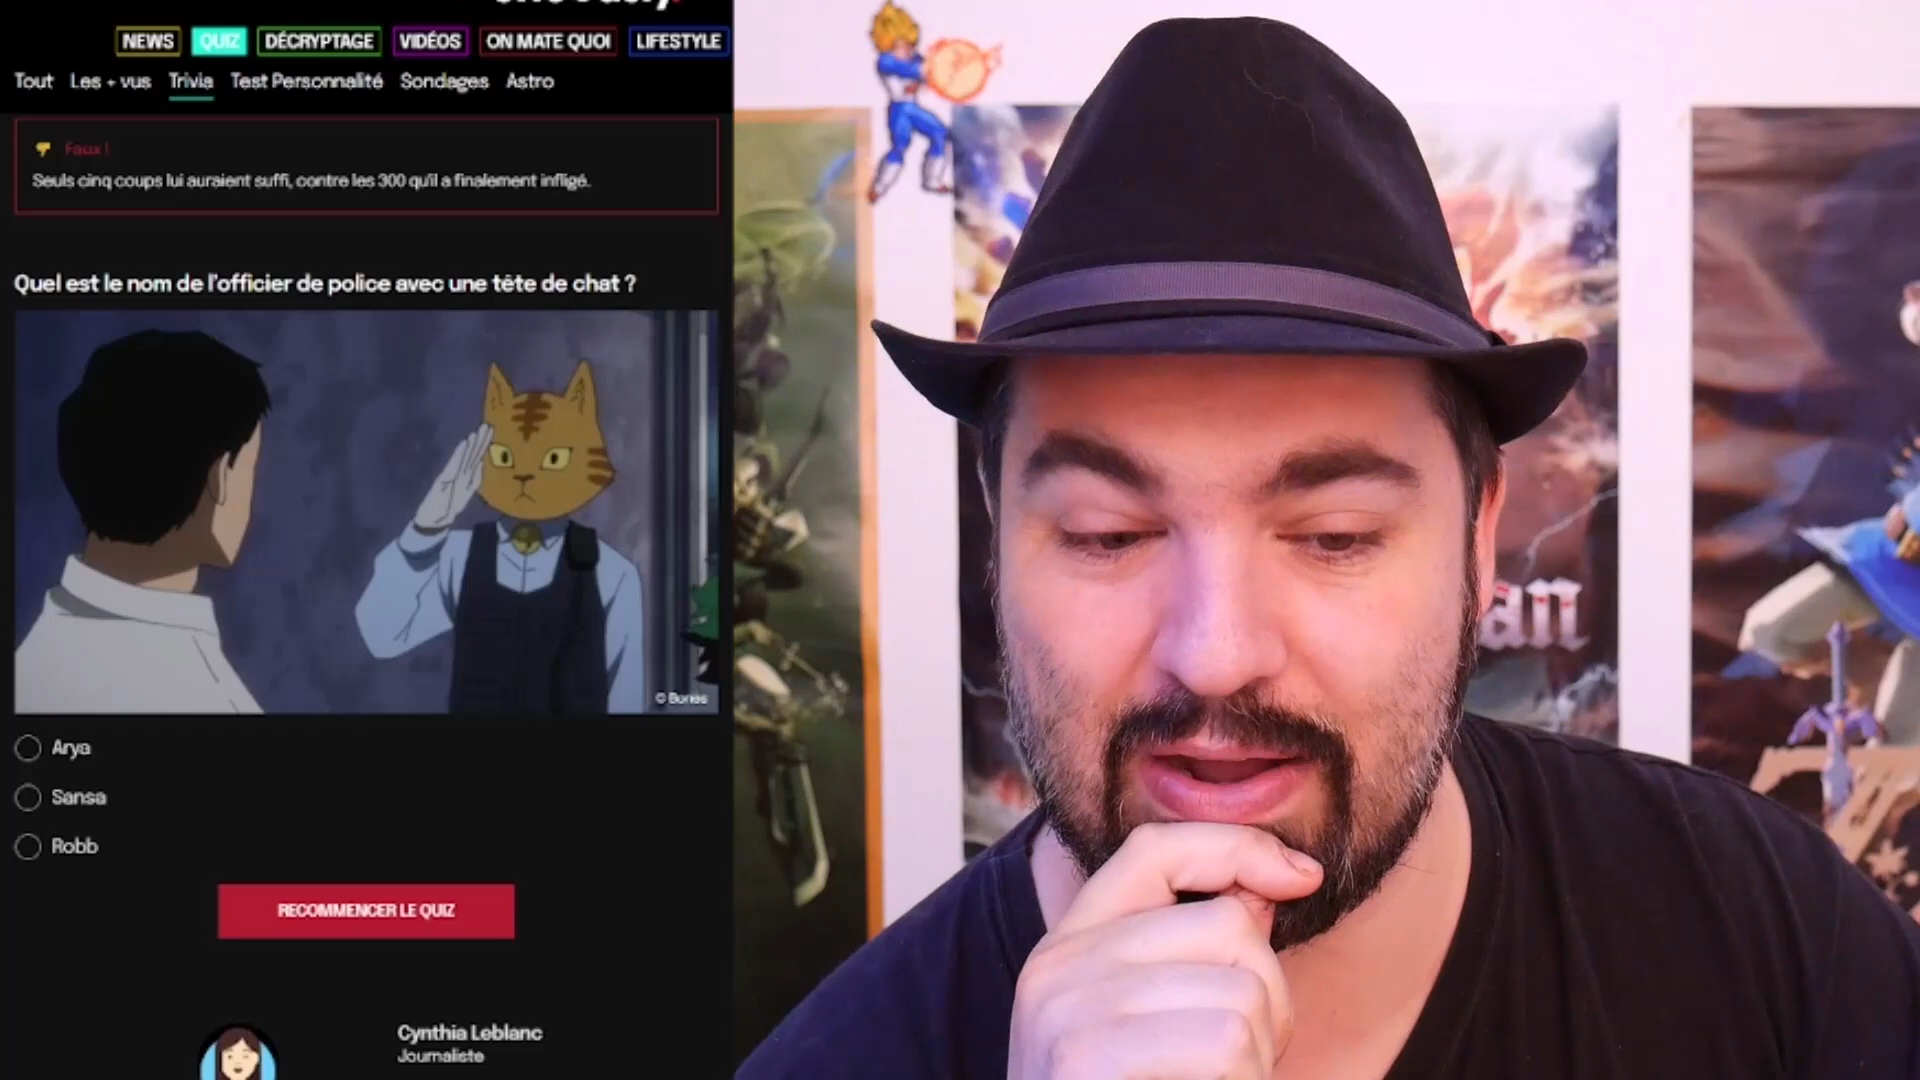 NEWS QUIZ DÉCRYPTAGE VIDÉOS ON MATE QUOI LIFESTYLE
Tout Les + vus Trivia Test Personnalité Sondages Astro
Faux !
Seuls cinq coups lui auraient suffi, contre les 300 qu'il a finalement infligé.
Quel est le nom de l'officier de police avec une tête de chat ?
© Bones
Arya
Sansa
Robb
RECOMMENCER LE QUIZ
Cynthia Leblanc
Journaliste
an